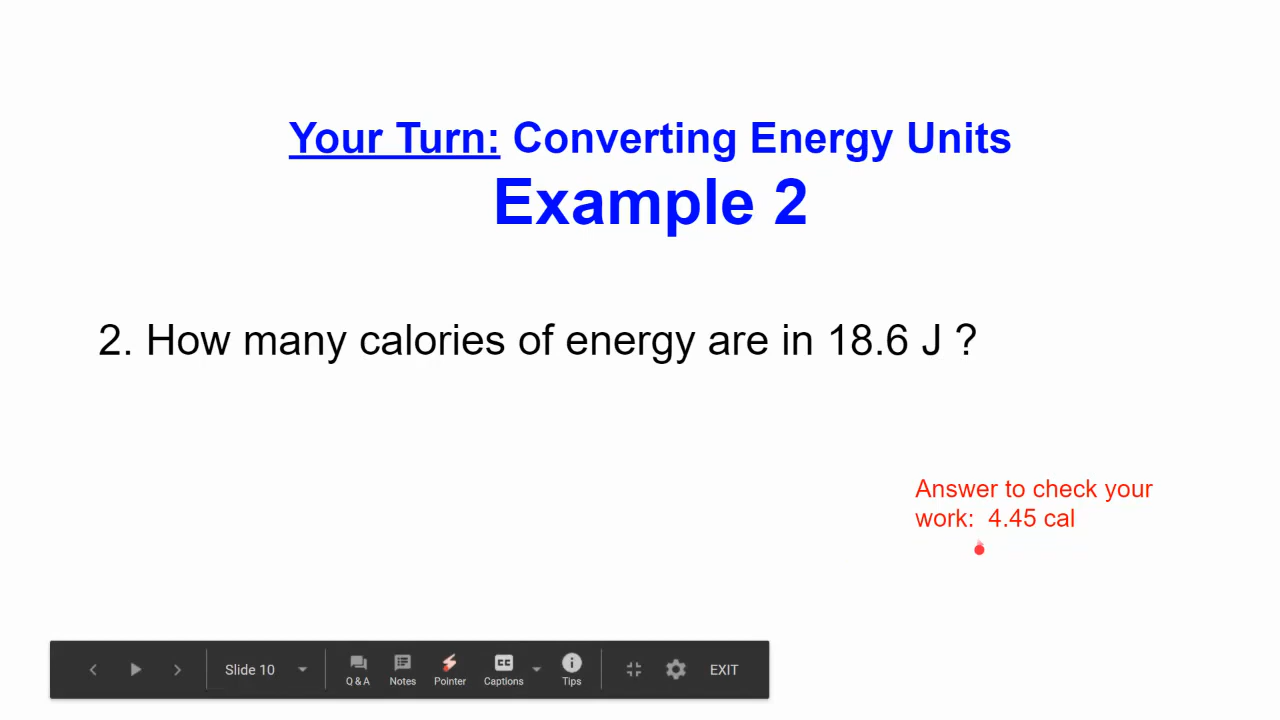 Your Turn: Converting Energy Units
Example 2
2. How many calories of energy are in 18.6 J ?
Answer to check your
work:  4.45 cal
Slide 10
Q & A
Notes
Pointer
CC
Captions
Tips
EXIT